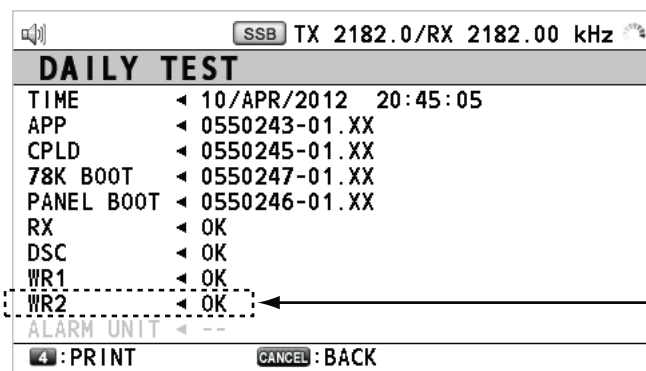 SSB TX 2182.0/RX 2182.00 kHz
DAILY TEST
TIME ◄ 10/APR/2012 20:45:05
APP ◄ 0550243-01.XX
CPLD ◄ 0550245-01.XX
78K BOOT ◄ 0550247-01.XX
PANEL BOOT ◄ 0550246-01.XX
RX ◄ OK
DSC ◄ OK
WR1 ◄ OK
WR2 ◄ OK
ALARM UNIT ◄ --
4 :PRINT CANCEL :BACK